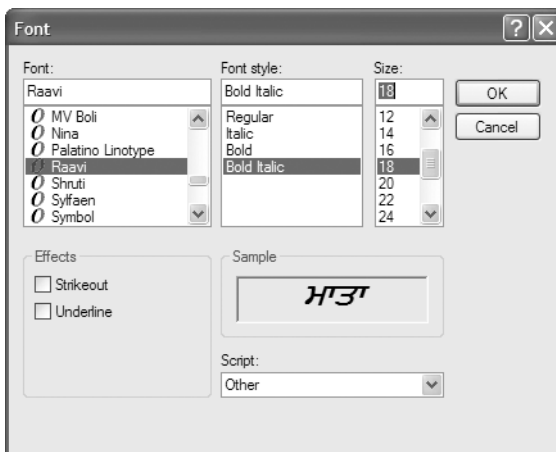 Font
Font:
Font style:
Size:
Raavi
Bold Italic
18
OK
Cancel
MV Boli
Nina
Palatino Linotype
Raavi
Shruti
Sylfaen
Symbol
Regular
Italic
Bold
Bold Italic
12
14
16
18
20
22
24
Effects
Strikeout
Underline
Sample
ਮਾਤਾ
Script:
Other